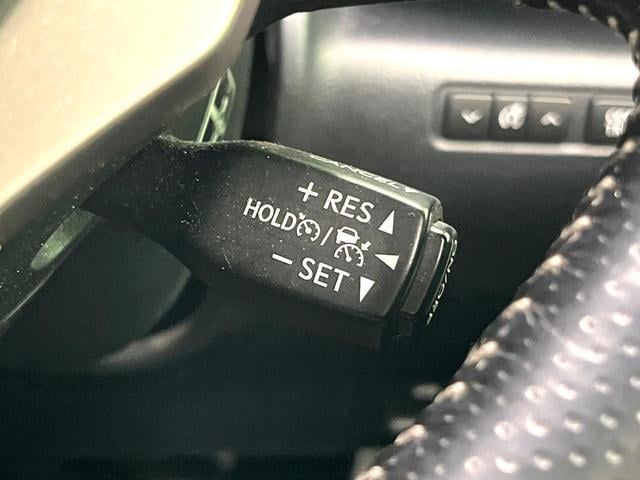 + RES ▲
HOLD / ◀
− SET ▼